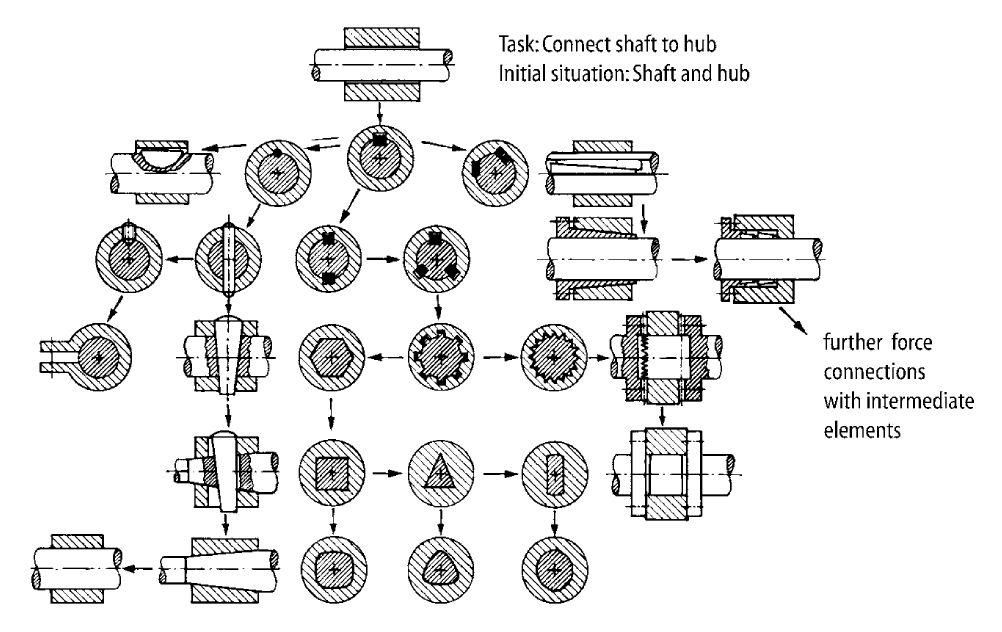 Task: Connect shaft to hub
Initial situation: Shaft and hub
further force
connections
with intermediate
elements